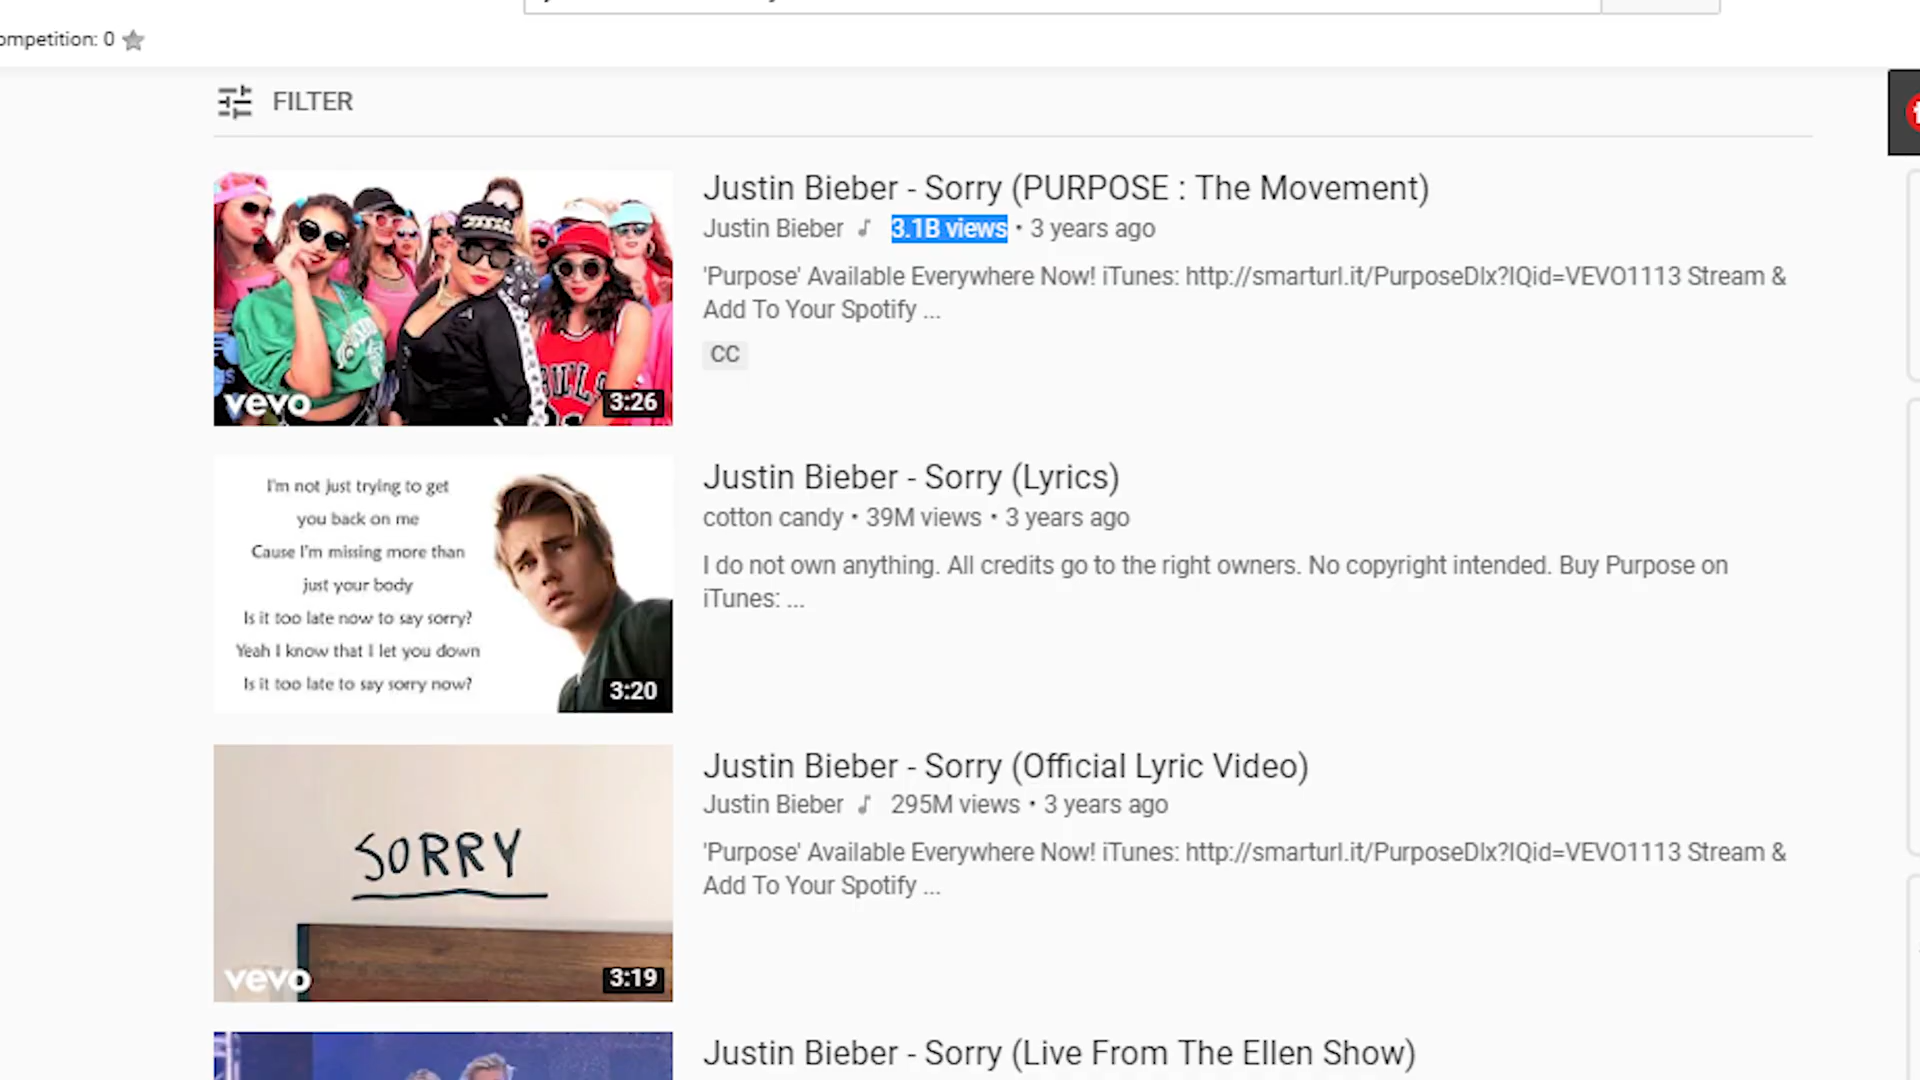 ompetition: 0
FILTER
Justin Bieber - Sorry (PURPOSE : The Movement)
Justin Bieber 3.1B views • 3 years ago
'Purpose' Available Everywhere Now! iTunes: http://smarturl.it/PurposeDlx?IQid=VEVO1113 Stream &
Add To Your Spotify ...
CC
vevo
3:26
I'm not just trying to get
you back on me
Cause I'm missing more than
just your body
Is it too late now to say sorry?
Yeah I know that I let you down
Is it too late to say sorry now?
3:20
Justin Bieber - Sorry (Lyrics)
cotton candy • 39M views • 3 years ago
I do not own anything. All credits go to the right owners. No copyright intended. Buy Purpose on
iTunes: ...
SORRY
vevo
3:19
Justin Bieber - Sorry (Official Lyric Video)
Justin Bieber 295M views • 3 years ago
'Purpose' Available Everywhere Now! iTunes: http://smarturl.it/PurposeDlx?IQid=VEVO1113 Stream &
Add To Your Spotify ...
Justin Bieber - Sorry (Live From The Ellen Show)